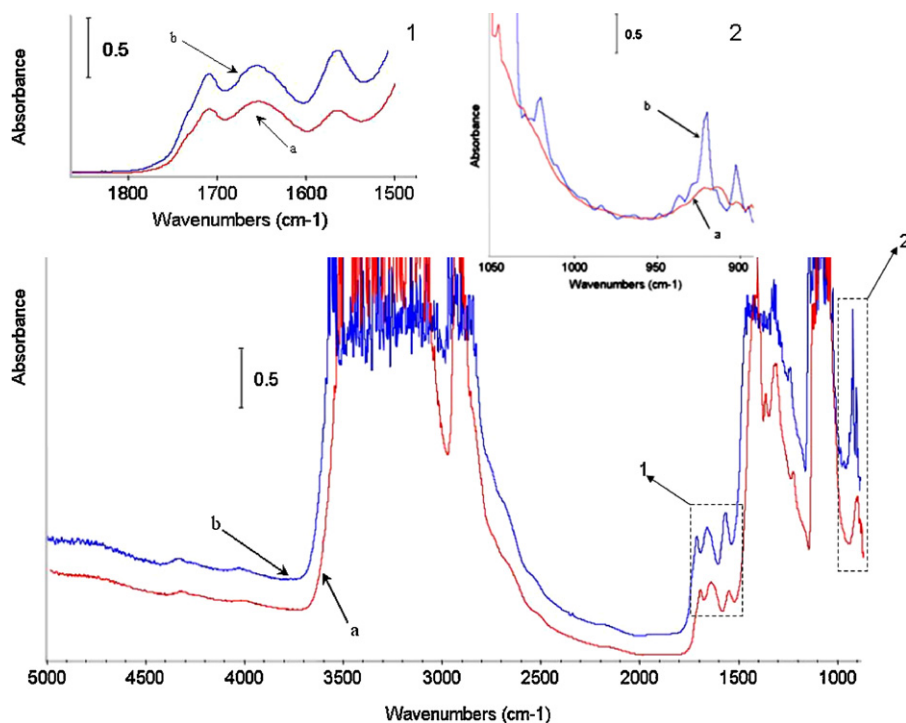 1
0.5
b
a
Absorbance
1800 1700 1600 1500
Wavenumbers (cm-1)
2
0.5
b
a
Absorbance
1050 1000 950 900
Wavenumbers (cm-1)
2
0.5
1
b
a
Absorbance
5000 4500 4000 3500 3000 2500 2000 1500 1000
Wavenumbers (cm-1)